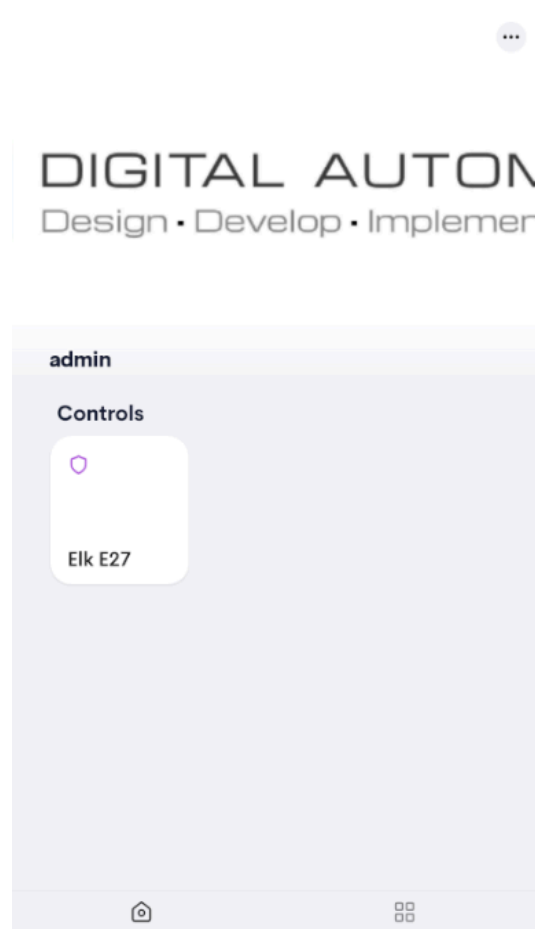 DIGITAL
Design · Develop ·
admin
Controls
Elk E27